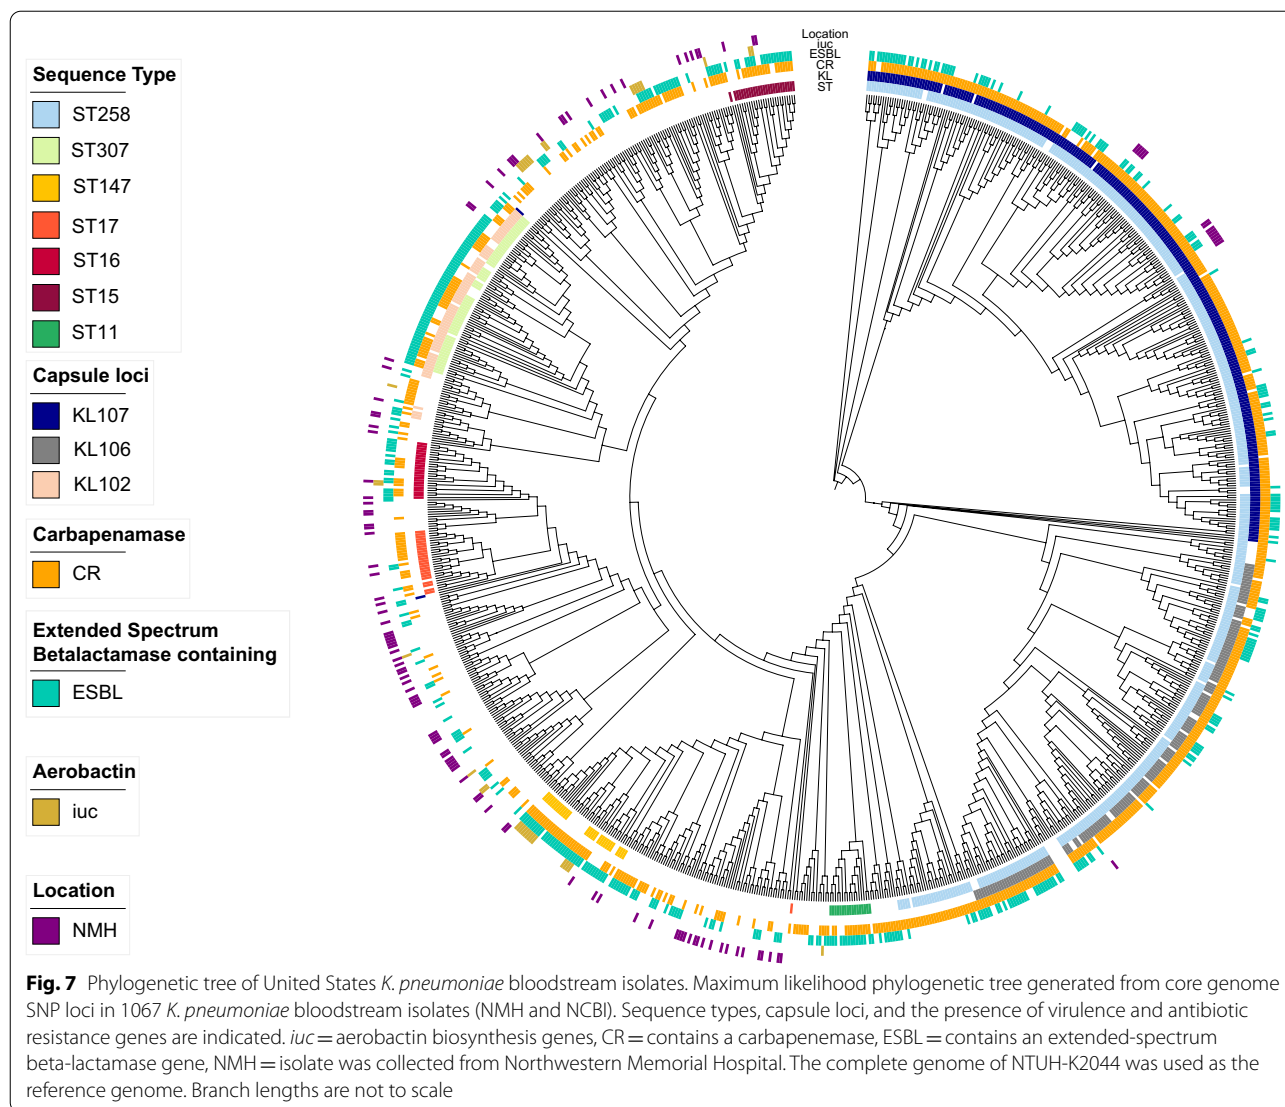 Location
iuc
ESBL
CR
KL
ST
Sequence Type
ST258
ST307
ST147
ST17
ST16
ST15
ST11
Capsule loci
KL107
KL106
KL102
Carbapenamase
CR
Extended Spectrum
Betalactamase containing
ESBL
Aerobactin
iuc
Location
NMH
Fig. 7 Phylogenetic tree of United States K. pneumoniae bloodstream isolates. Maximum likelihood phylogenetic tree generated from core genome
SNP loci in 1067 K. pneumoniae bloodstream isolates (NMH and NCBI). Sequence types, capsule loci, and the presence of virulence and antibiotic
resistance genes are indicated. iuc = aerobactin biosynthesis genes, CR = contains a carbapenemase, ESBL = contains an extended-spectrum
beta-lactamase gene, NMH = isolate was collected from Northwestern Memorial Hospital. The complete genome of NTUH-K2044 was used as the
reference genome. Branch lengths are not to scale